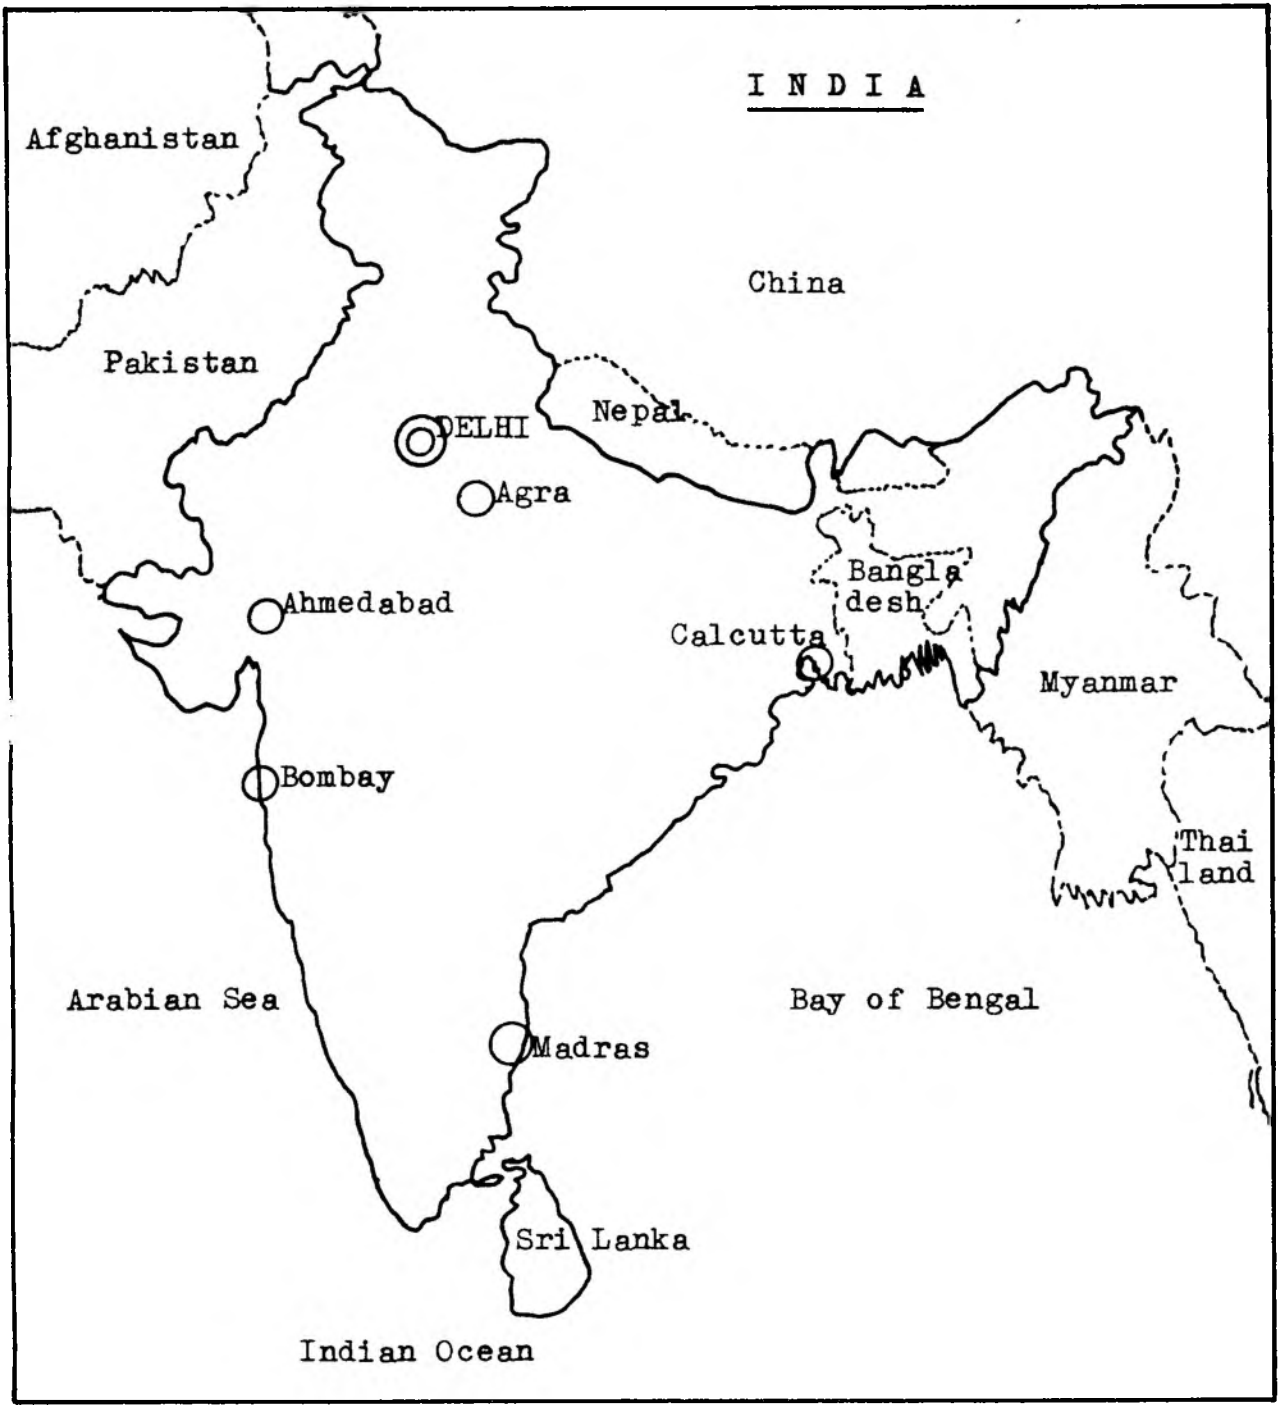 I N D I A
Afghanistan
China
Pakistan
Nepal
DELHI
Agra
Bangla
desh
Ahmedabad
Calcutta
Myanmar
Bombay
Thai
land
Arabian Sea
Bay of Bengal
Madras
Sri Lanka
Indian Ocean